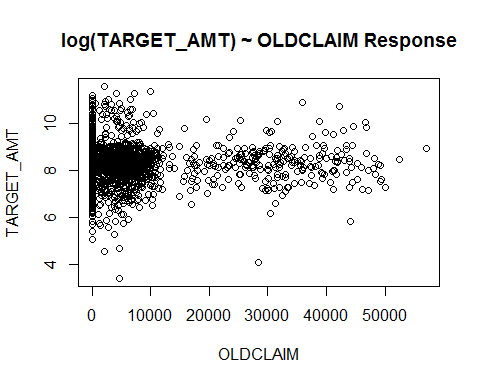 log(TARGET_AMT) ~ OLDCLAIM Response
TARGET_AMT
10
8
6
4
0 10000 20000 30000 40000 50000
OLDCLAIM